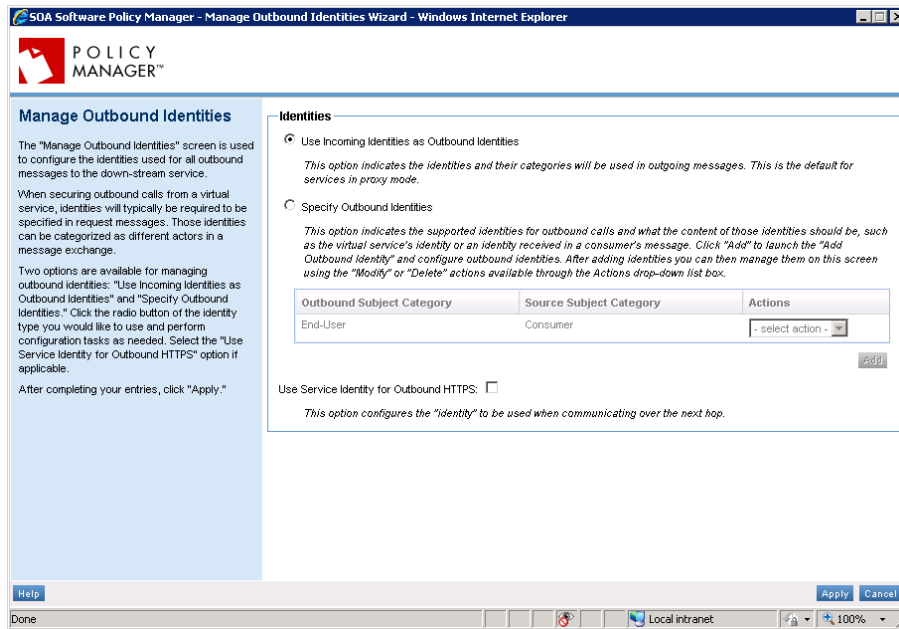 SOA Software Policy Manager - Manage Outbound Identities Wizard - Windows Internet Explorer
POLICY
MANAGER™
Manage Outbound Identities
The "Manage Outbound Identities" screen is used
to configure the identities used for all outbound
messages to the down-stream service.
When securing outbound calls from a virtual
service, identities will typically be required to be
specified in request messages. Those identities
can be categorized as different actors in a
message exchange.
Two options are available for managing
outbound identities: "Use Incoming Identities as
Outbound Identities" and "Specify Outbound
Identities." Click the radio button of the identity
type you would like to use and perform
configuration tasks as needed. Select the "Use
Service Identity for Outbound HTTPS" option if
applicable.
After completing your entries, click "Apply."
Identities
Use Incoming Identities as Outbound Identities
This option indicates the identities and their categories will be used in outgoing messages. This is the default for
services in proxy mode.
Specify Outbound Identities
This option indicates the supported identities for outbound calls and what the content of those identities should be, such
as the virtual service's identity or an identity received in a consumer's message. Click "Add" to launch the "Add
Outbound Identity" and configure outbound identities. After adding identities you can then manage them on this screen
using the "Modify" or "Delete" actions available through the Actions drop-down list box.
Outbound Subject Category Source Subject Category Actions
End-User Consumer - select action -
Add
Use Service Identity for Outbound HTTPS:
This option configures the "identity" to be used when communicating over the next hop.
Help Apply Cancel
Done Local intranet 100%